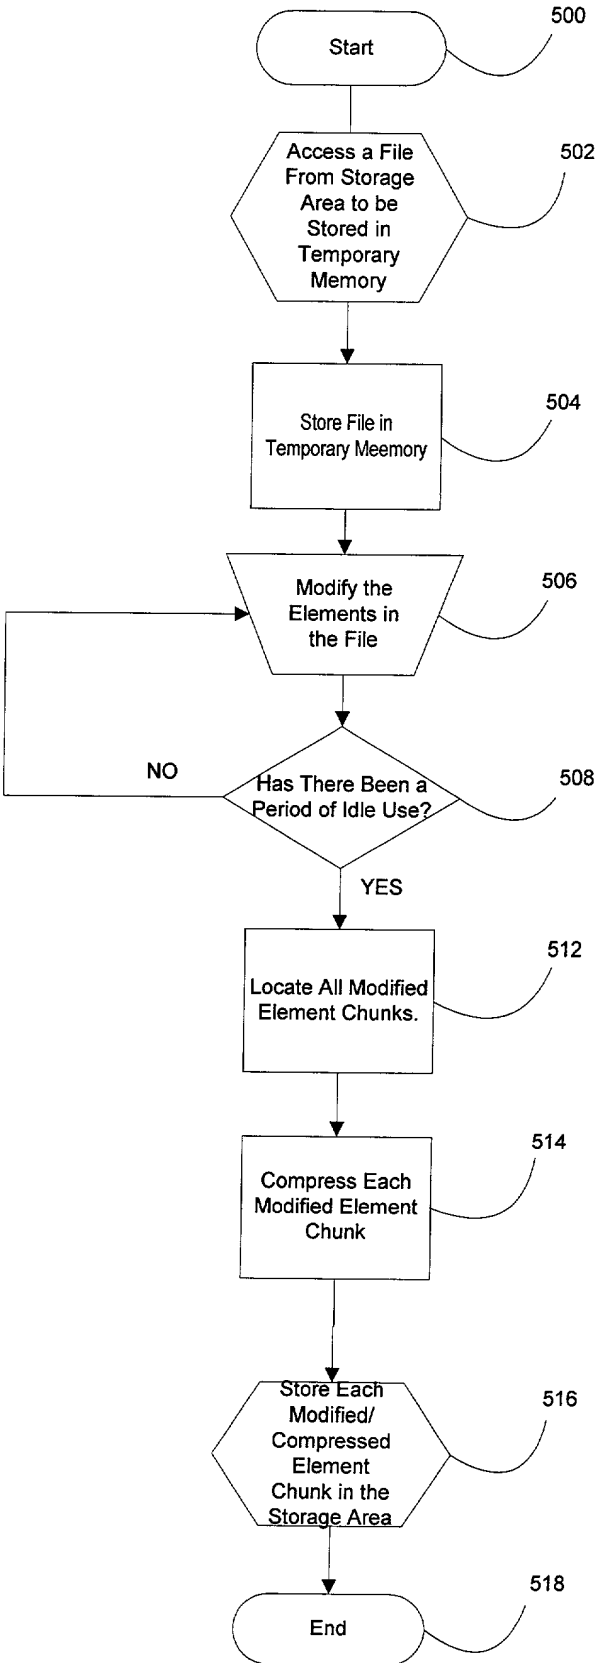 500
Start
502
Access a File
From Storage
Area to be
Stored in
Temporary
Memory
504
Store File in
Temporary Meemory
506
Modify the
Elements in
the File
NO
508
Has There Been a
Period of Idle Use?
YES
512
Locate All Modified
Element Chunks.
514
Compress Each
Modified Element
Chunk
516
Store Each
Modified/
Compressed
Element
Chunk in the
Storage Area
518
End